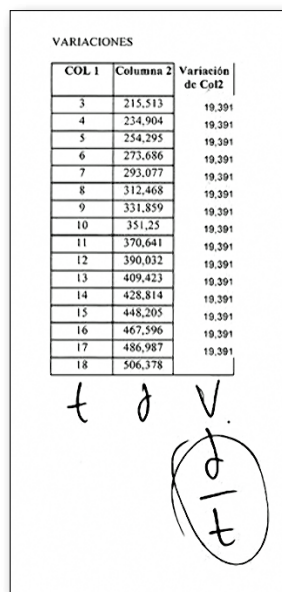 VARIACIONES
COL 1 Columna 2 Variación de Col2
3 215,513 19,391
4 234,904 19,391
5 254,295 19,391
6 273,686 19,391
7 293,077 19,391
8 312,468 19,391
9 331,859 19,391
10 351,25 19,391
11 370,641 19,391
12 390,032 19,391
13 409,423 19,391
14 428,814 19,391
15 448,205 19,391
16 467,596 19,391
17 486,987 19,391
18 506,378
t d V.
d
t